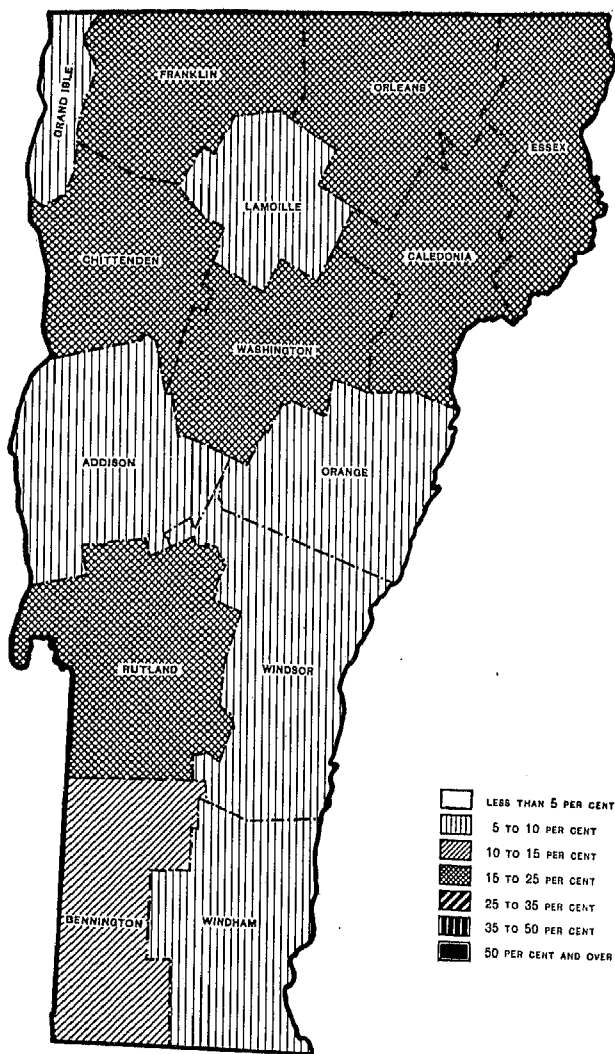 FRANKLIN
ORLEANS
GRAND ISLE
ESSEX
LAMOILLE
CHITTENDEN
CALEDONIA
WASHINGTON
ADDISON
ORANGE
RUTLAND
WINDSOR
BENNINGTON
WINDHAM
LESS THAN 5 PER CENT
5 TO 10 PER CENT
10 TO 15 PER CENT
15 TO 25 PER CENT
25 TO 35 PER CENT
35 TO 50 PER CENT
50 PER CENT AND OVER